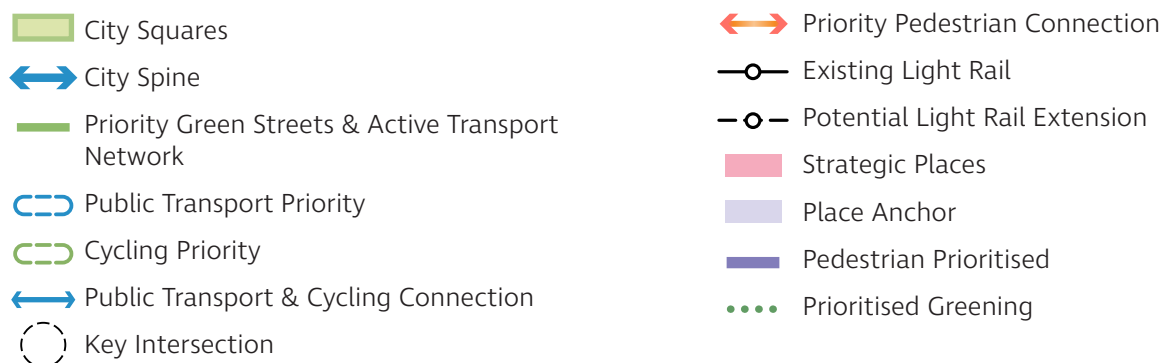 City Squares
City Spine
Priority Green Streets & Active Transport
Network
Public Transport Priority
Cycling Priority
Public Transport & Cycling Connection
Key Intersection
Priority Pedestrian Connection
Existing Light Rail
Potential Light Rail Extension
Strategic Places
Place Anchor
Pedestrian Prioritised
Prioritised Greening